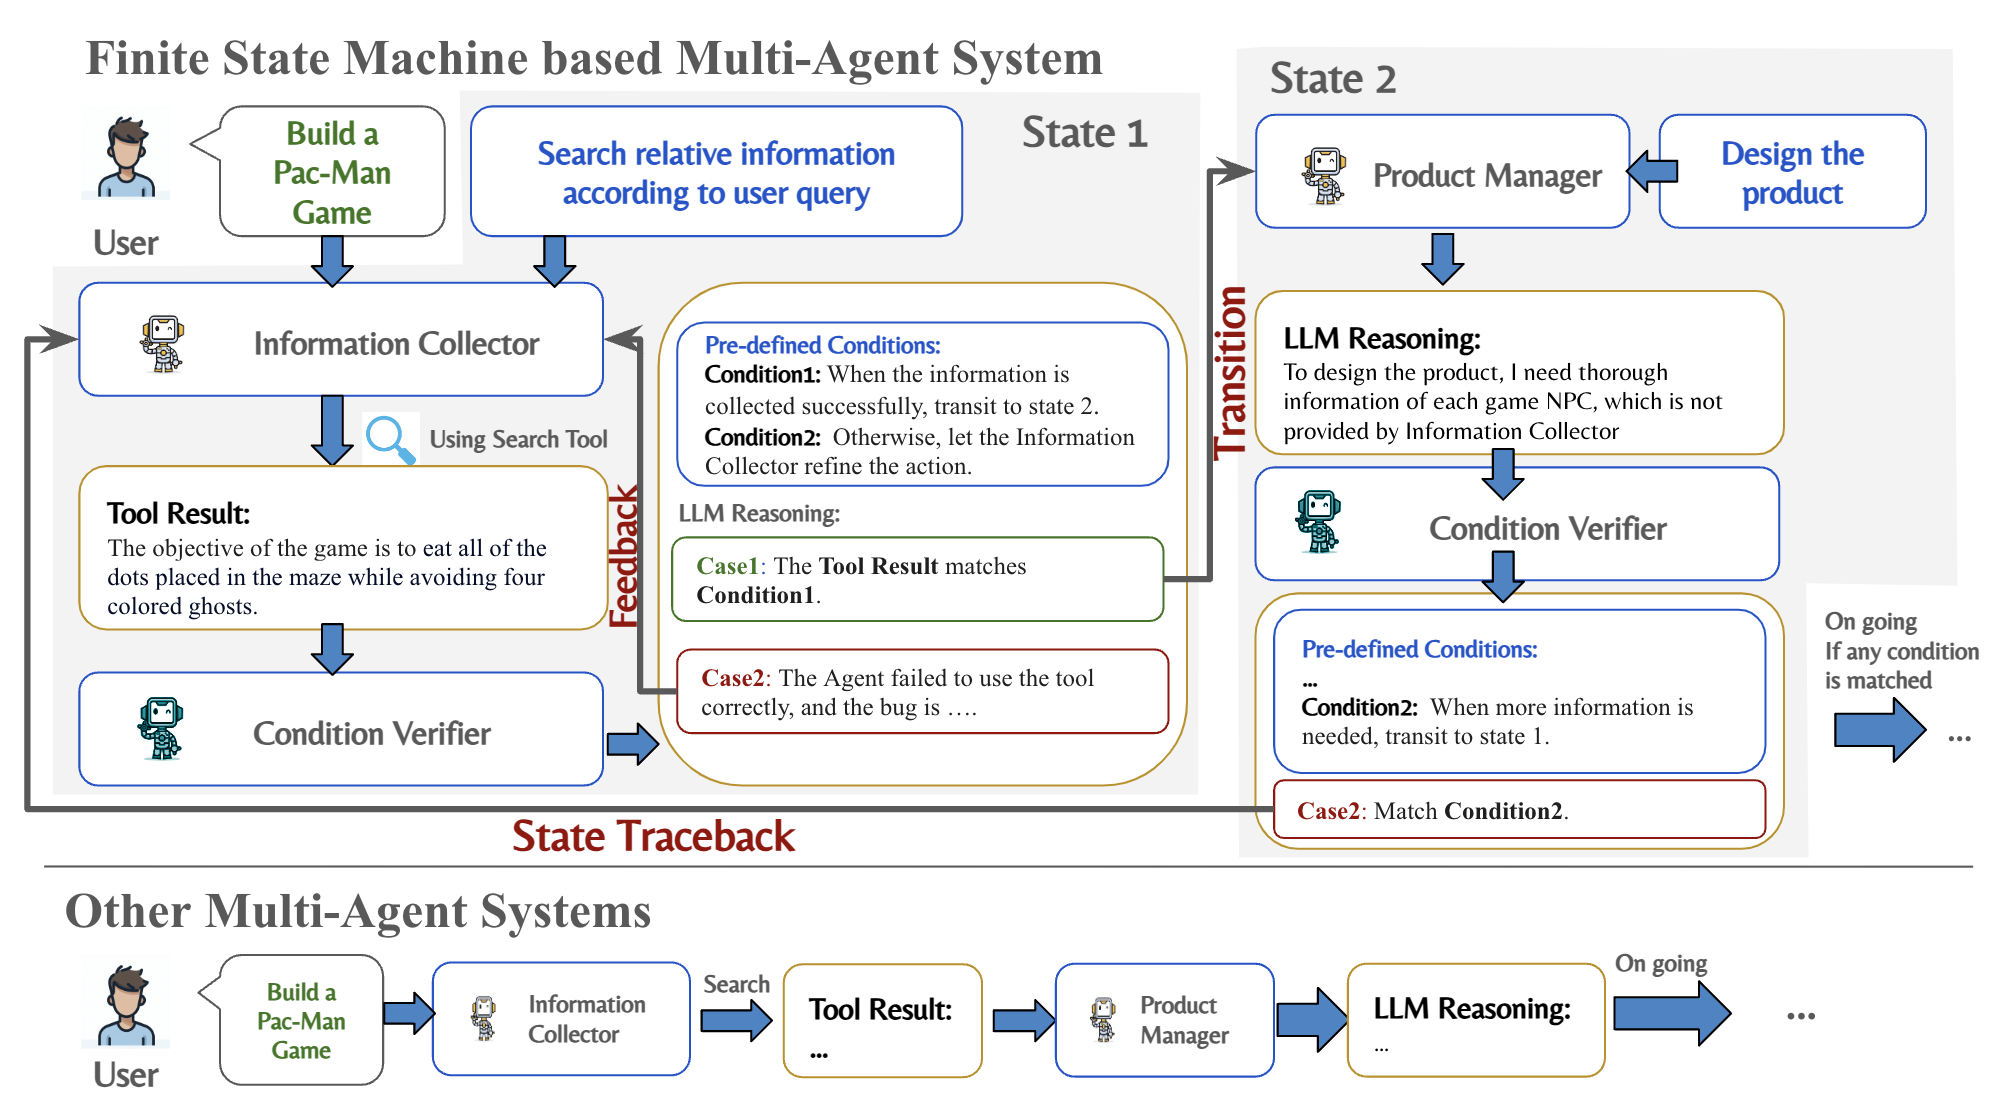 Finite State Machine based Multi-Agent System
User
Build a
Pac-Man
Game
Search relative information
according to user query
State 1
Information Collector
Using Search Tool
Tool Result:
The objective of the game is to eat all of the
dots placed in the maze while avoiding four
colored ghosts.
Condition Verifier
Feedback
Pre-defined Conditions:
Condition1: When the information is
collected successfully, transit to state 2.
Condition2: Otherwise, let the Information
Collector refine the action.
LLM Reasoning:
Case1: The Tool Result matches
Condition1.
Case2: The Agent failed to use the tool
correctly, and the bug is ….
Transition
State 2
Product Manager
Design the
product
LLM Reasoning:
To design the product, I need thorough
information of each game NPC, which is not
provided by Information Collector
Condition Verifier
Pre-defined Conditions:
...
Condition2: When more information is
needed, transit to state 1.
Case2: Match Condition2.
On going
If any condition
is matched
...
State Traceback
Other Multi-Agent Systems
User
Build a
Pac-Man
Game
Information
Collector
Search
Tool Result:
...
Product
Manager
LLM Reasoning:
...
On going
...